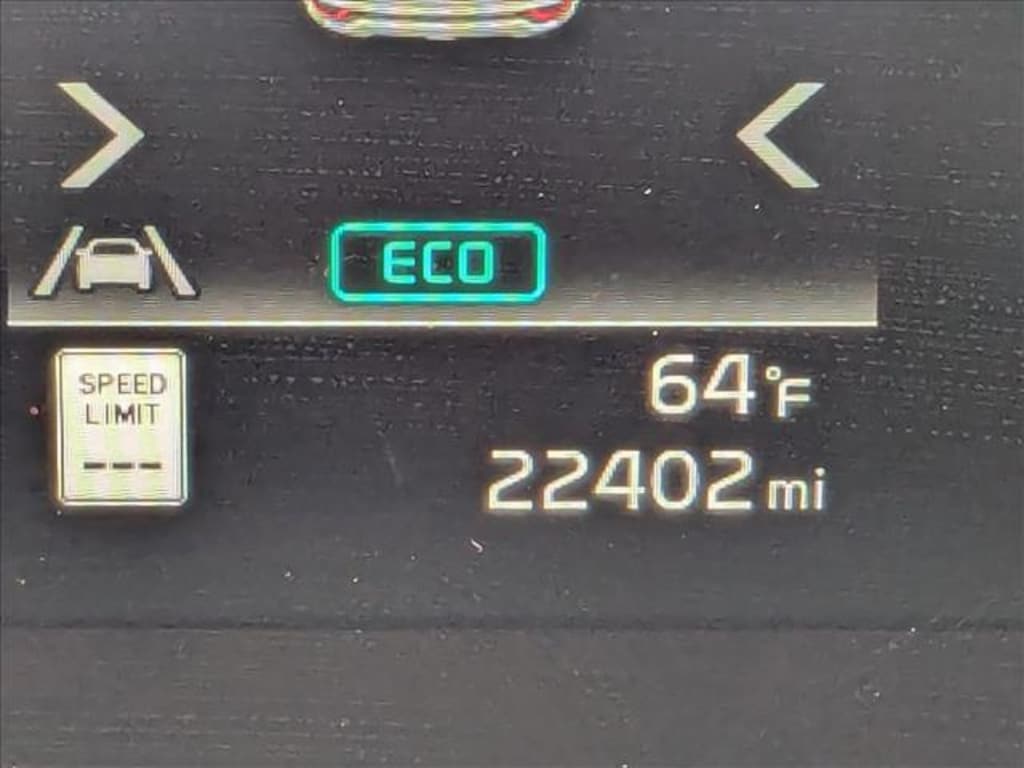 ECO
SPEED
LIMIT
---
64°F
22402 mi